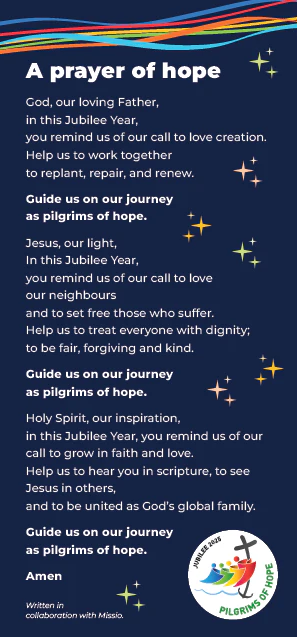 A prayer of hope
God, our loving Father,
in this Jubilee Year,
you remind us of our call to love creation.
Help us to work together
to replant, repair, and renew.
Guide us on our journey
as pilgrims of hope.
Jesus, our light,
In this Jubilee Year,
you remind us of our call to love
our neighbours
and to set free those who suffer.
Help us to treat everyone with dignity;
to be fair, forgiving and kind.
Guide us on our journey
as pilgrims of hope.
Holy Spirit, our inspiration,
in this Jubilee Year, you remind us of our
call to grow in faith and love.
Help us to hear you in scripture, to see
Jesus in others,
and to be united as God's global family.
Guide us on our journey
as pilgrims of hope.
Amen
Written in
collaboration with Missio.
JUBILEE 2025
PILGRIMS OF HOPE